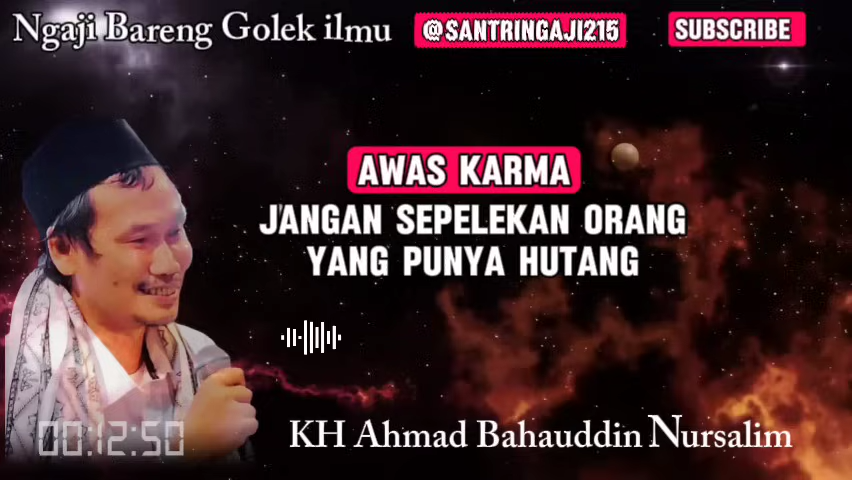 Ngaji Bareng Golek ilmu
@SANTRINGAJI215
SUBSCRIBE
AWAS KARMA
JANGAN SEPELEKAN ORANG
YANG PUNYA HUTANG
00:12:50
KH Ahmad Bahauddin Nursalim